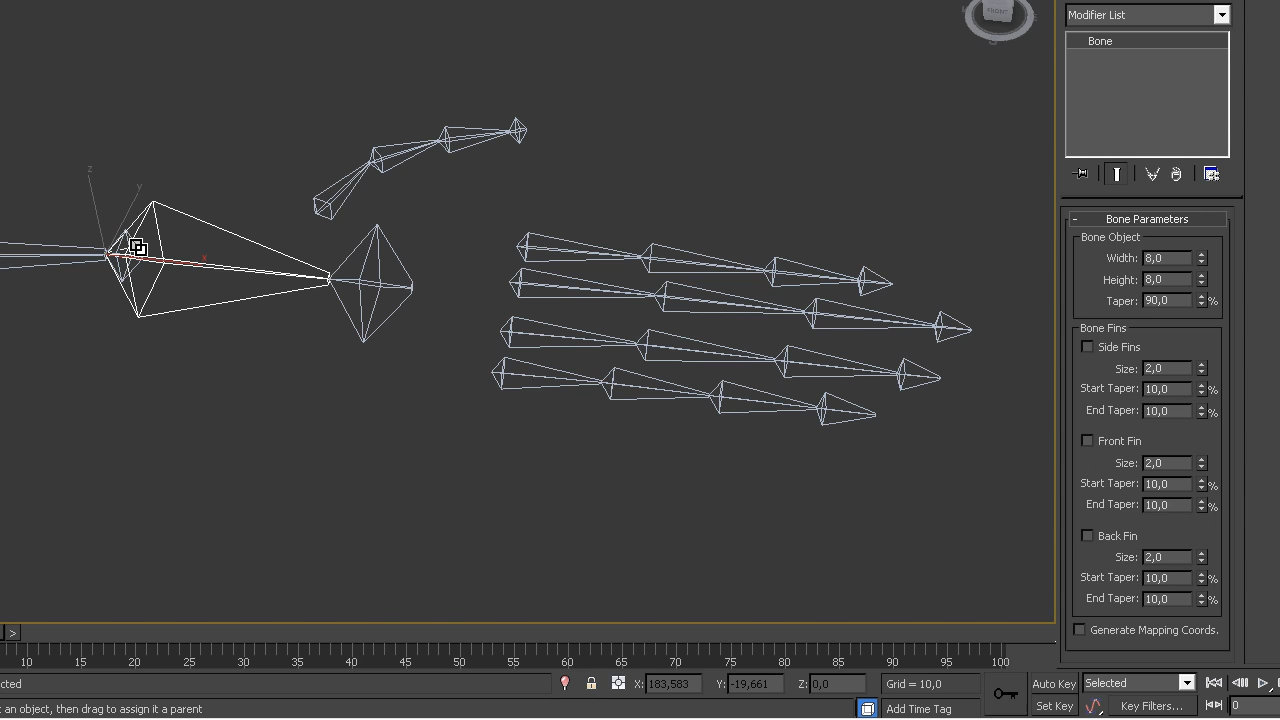 Modifier List
FRONT
Bone
z
y
x
- Bone Parameters
Bone Object
Width: 8,0
Height: 8,0
Taper: 90,0 %
Bone Fins
Side Fins
Size: 2,0
Start Taper: 10,0 %
End Taper: 10,0 %
Front Fin
Size: 2,0
Start Taper: 10,0 %
End Taper: 10,0 %
Back Fin
Size: 2,0
Start Taper: 10,0 %
End Taper: 10,0 %
Generate Mapping Coords.
>
10 15 20 25 30 35 40 45 50 55 60 65 70 75 80 85 90 95 100
cted X: 183,583 Y: -19,661 Z: 0,0 Grid = 10,0 Auto Key Selected
t an object, then drag to assign it a parent Add Time Tag Set Key Key Filters... 0